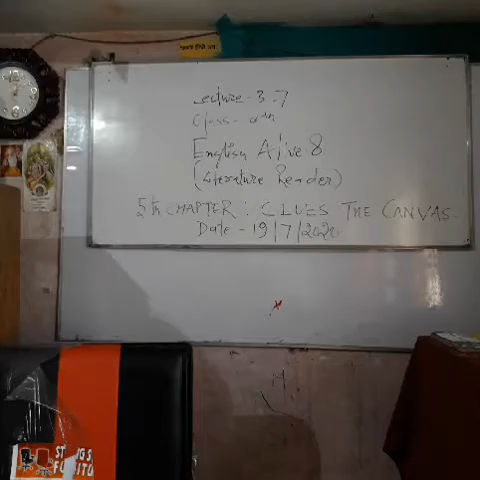 Lecture - 3.7
Class - 8th
English Alive 8
(Literature Reader)
5th CHAPTER : CLUES THE CANVAS
Date - 19/7/2020